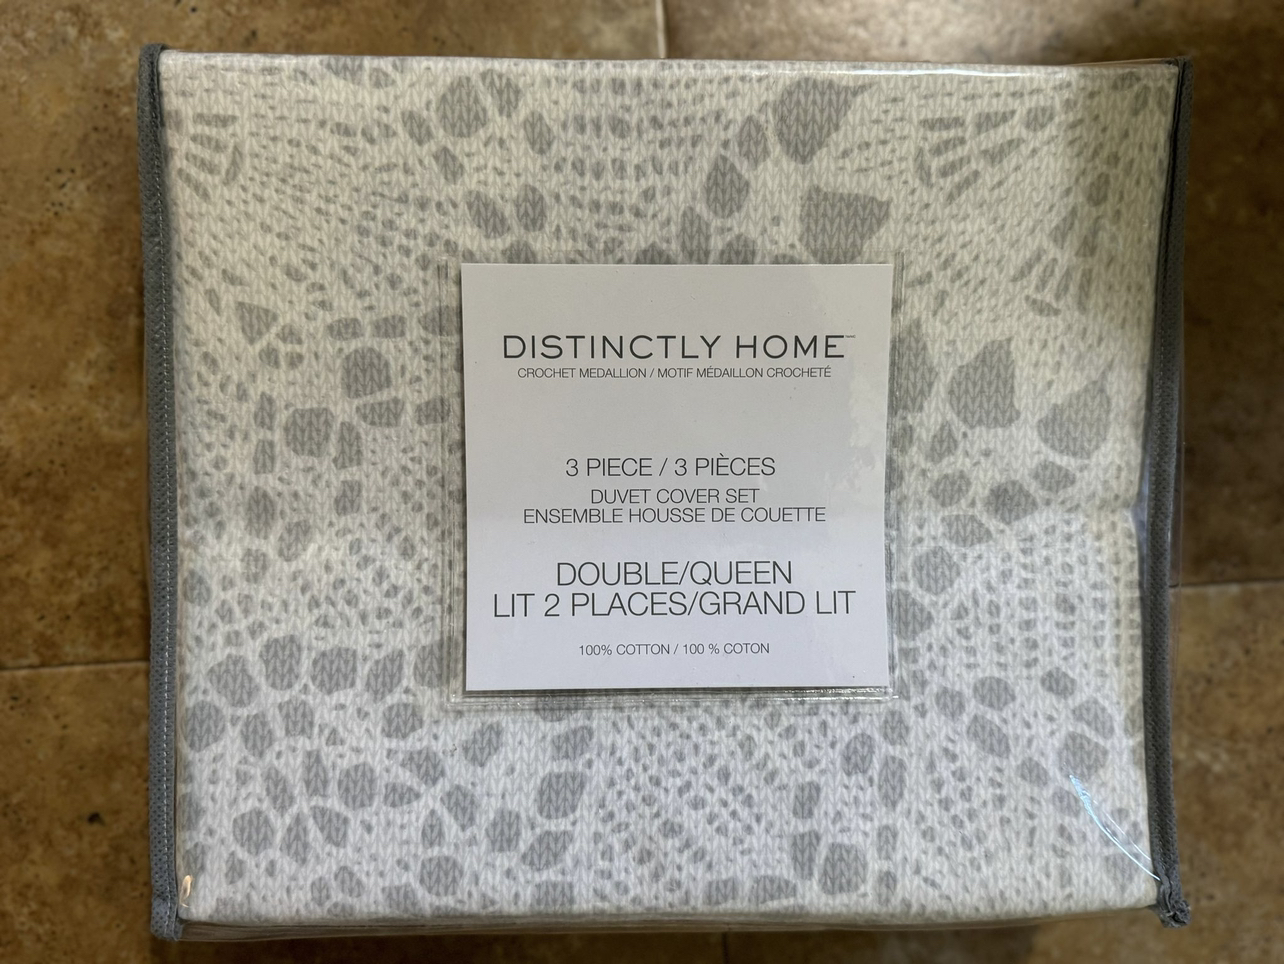 DISTINCTLY HOME™
CROCHET MEDALLION / MOTIF MÉDAILLON CROCHETÉ
3 PIECE / 3 PIÈCES
DUVET COVER SET
ENSEMBLE HOUSSE DE COUETTE
DOUBLE/QUEEN
LIT 2 PLACES/GRAND LIT
100% COTTON / 100 % COTON